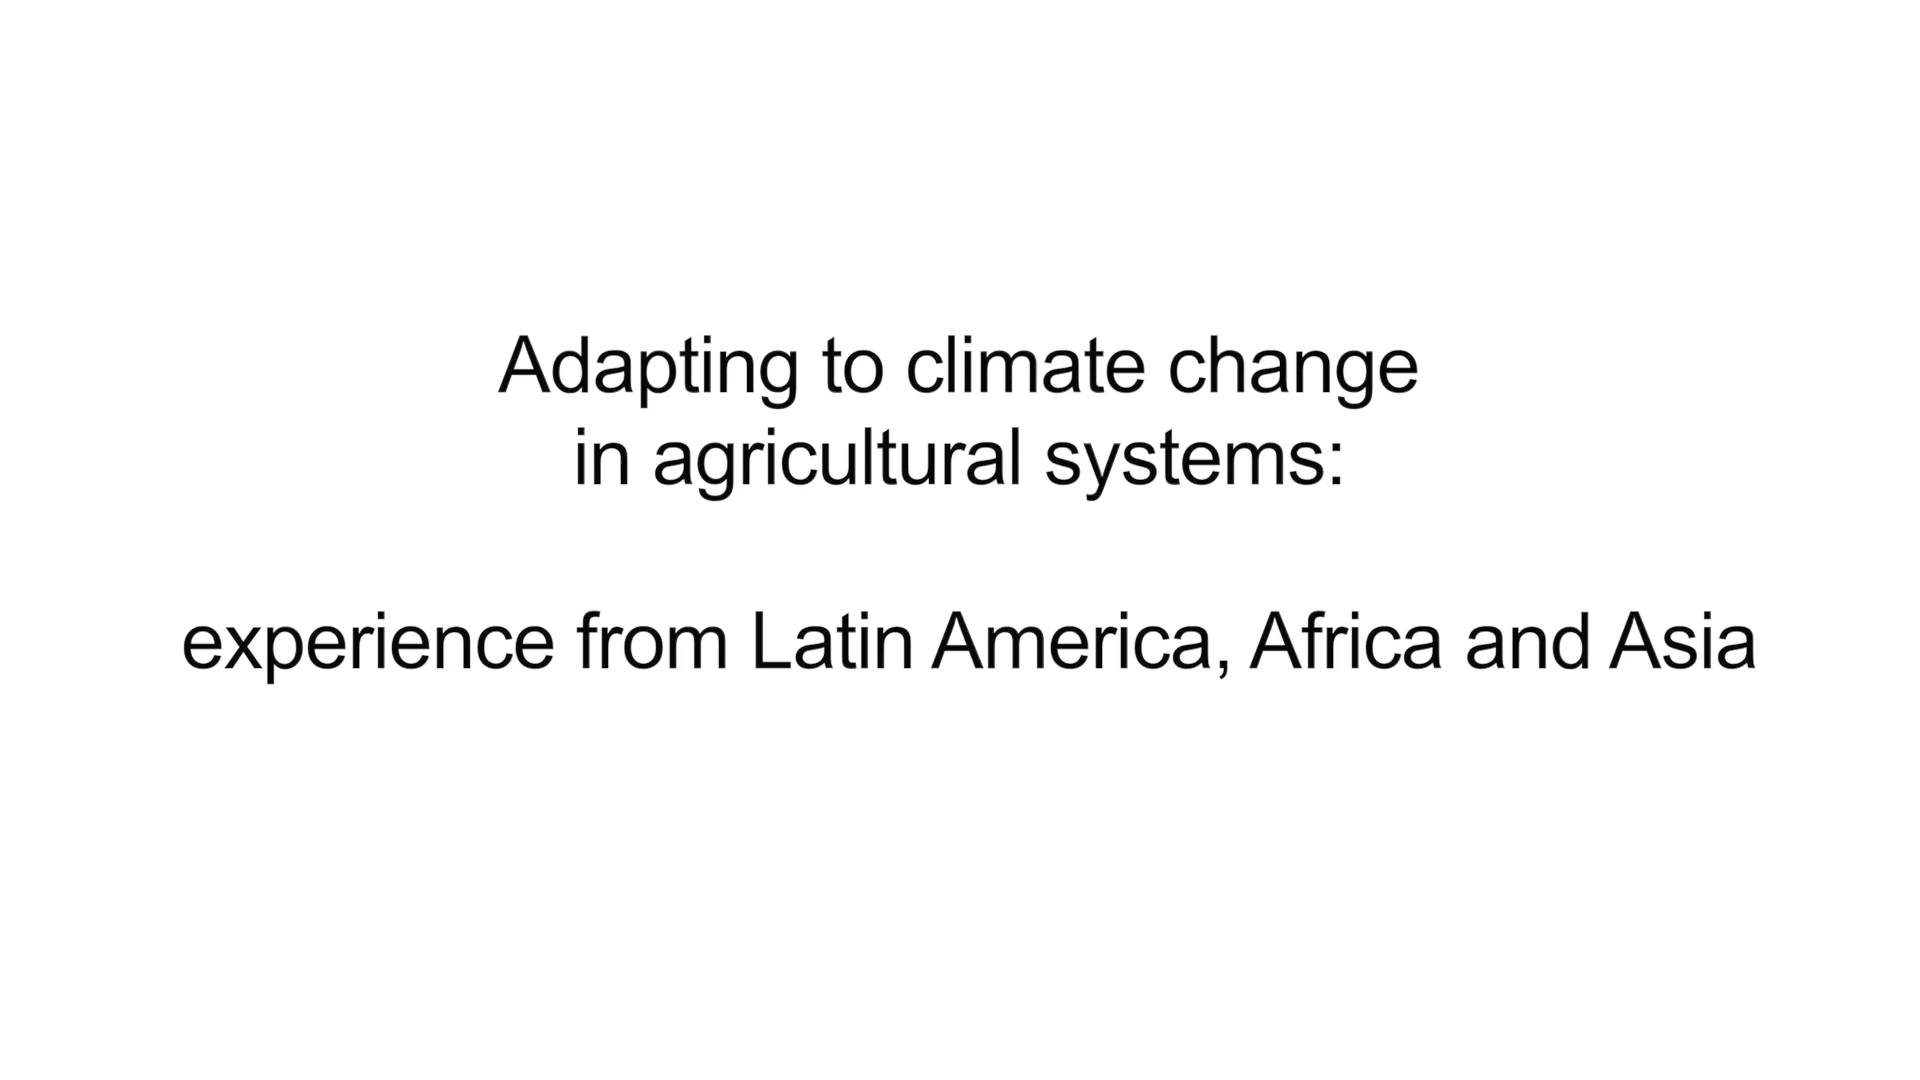 Adapting to climate change
in agricultural systems:
experience from Latin America, Africa and Asia